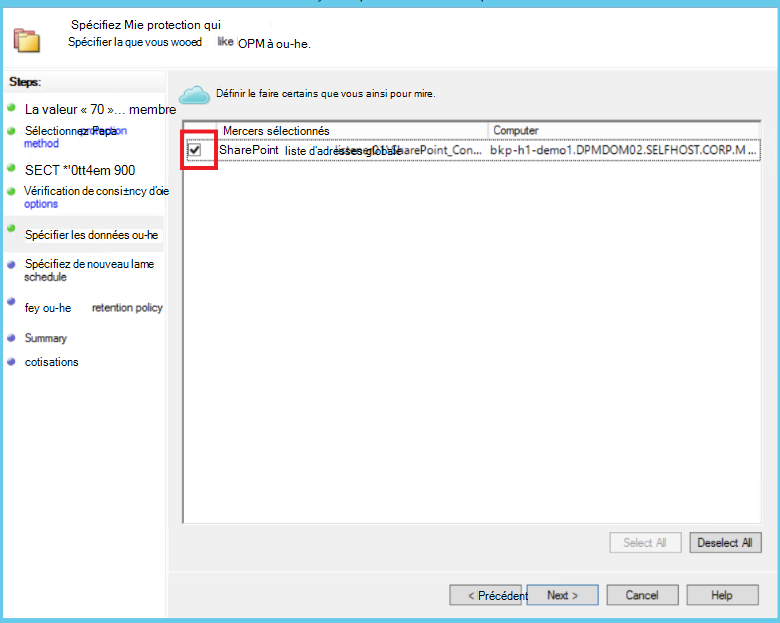 Spécifiez Mie protection qui
Spécifier la que vous wooed like OPM à ou-he.
Steps:
La valeur « 70 »... membre
Sélectionnez Papa
method
SECT *'0tt4em 900
Vérification de consi±ncy d'oie
options
Spécifier les données ou-he
Spécifiez de nouveau lame
schedule
fey ou-he retention policy
Summary
cotisations
Définir le faire certains que vous ainsi pour mire.
Mercers sélectionnés Computer
SharePoint liste d'adresses globale \SharePoint_Con... bkp-h1-demo1.DPMDOM02.SELFHOST.CORP.M ...
Select All Deselect All
< Précédent Next > Cancel Help